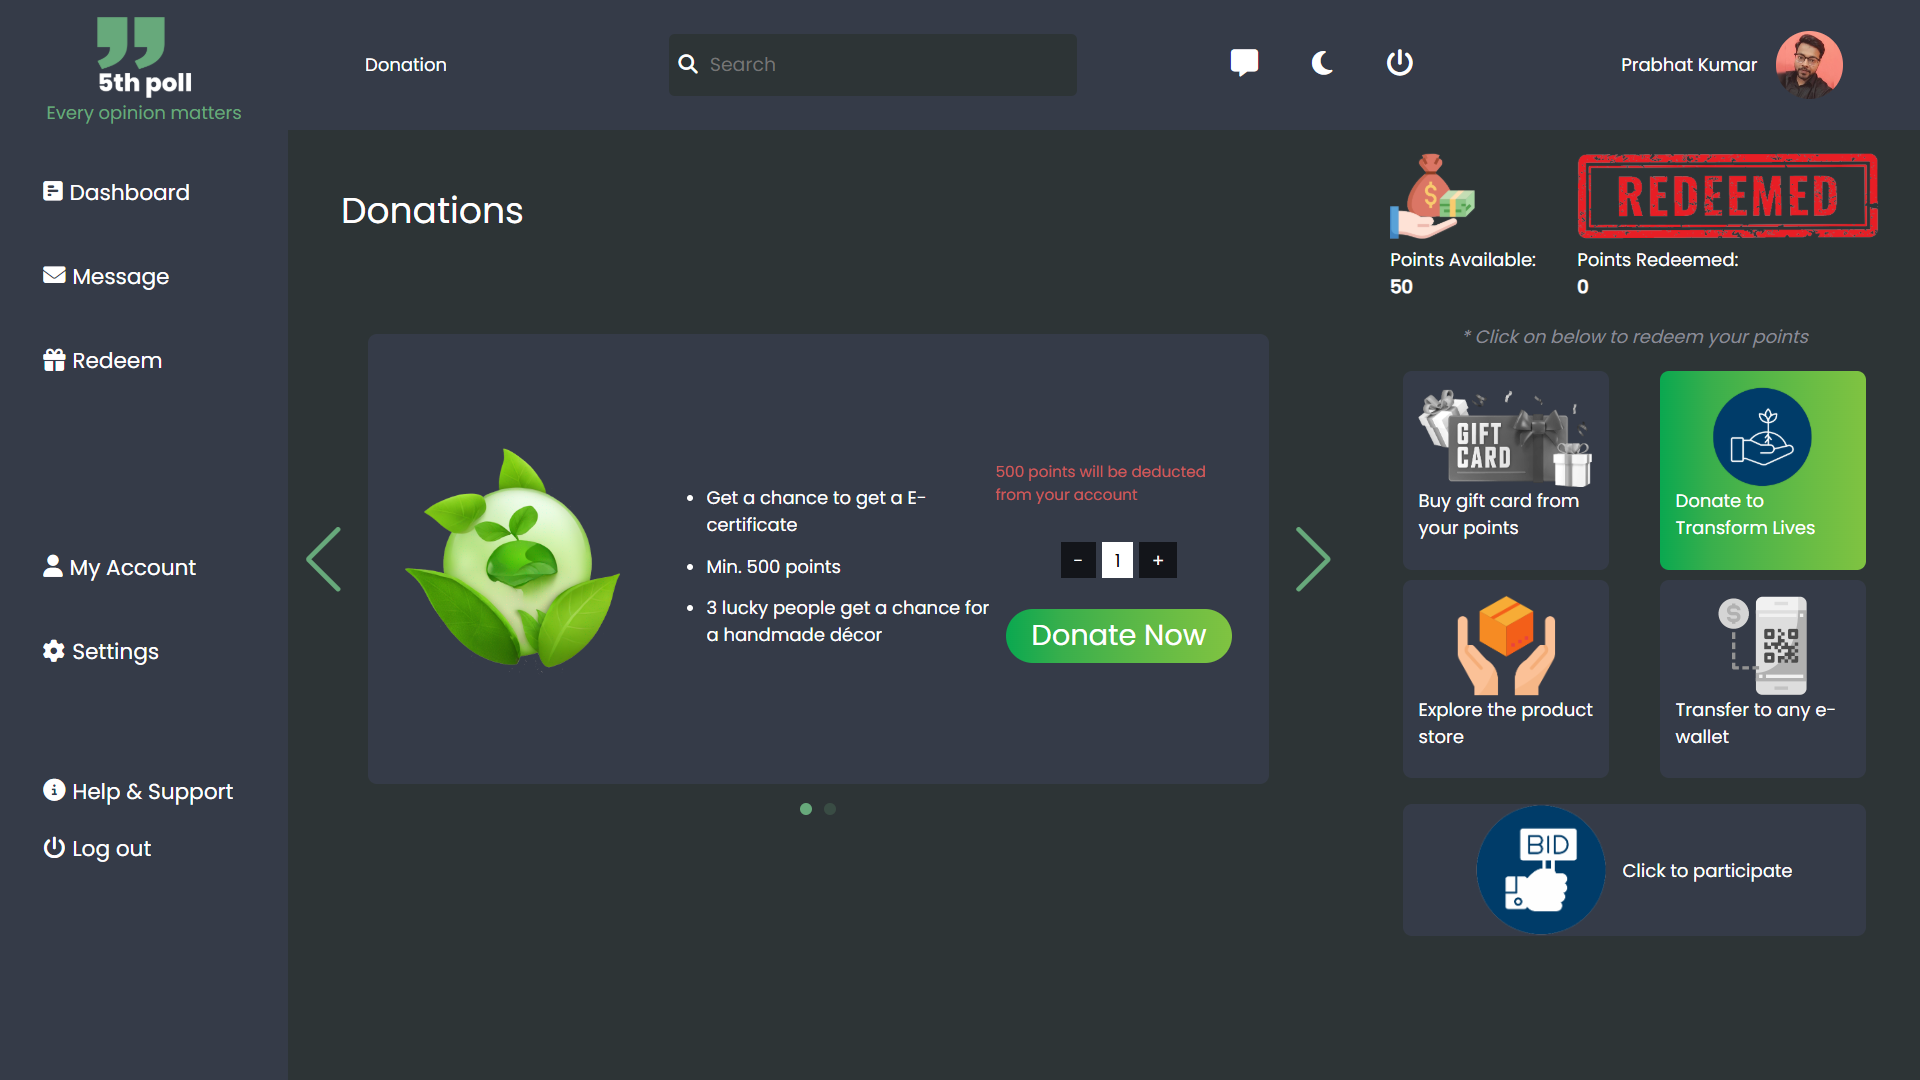 5th poll
Every opinion matters
Donation
Search
Prabhat Kumar
Dashboard
Message
Redeem
My Account
Settings
Help & Support
Log out
Donations
Get a chance to get a E-
certificate
Min. 500 points
3 lucky people get a chance for
a handmade décor
500 points will be deducted
from your account
- 1 +
Donate Now
REDEEMED
Points Available:
50
Points Redeemed:
0
* Click on below to redeem your points
GIFT
CARD
Buy gift card from
your points
Donate to
Transform Lives
Explore the product
store
Transfer to any e-
wallet
BID
Click to participate